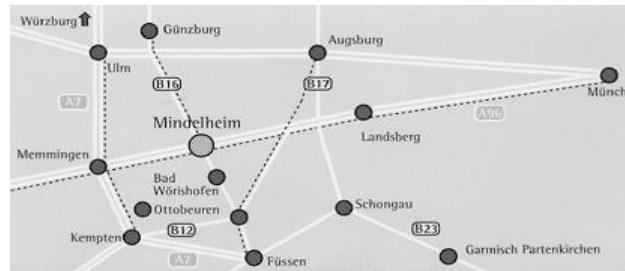 Würzburg
Günzburg
Augsburg
Ulm
B16
B17
Münch
A7
Mindelheim
A96
Landsberg
Memmingen
Bad
Wörishofen
Ottobeuren
Schongau
B12
B23
Kempten
A7
Füssen
Garmisch Partenkirchen